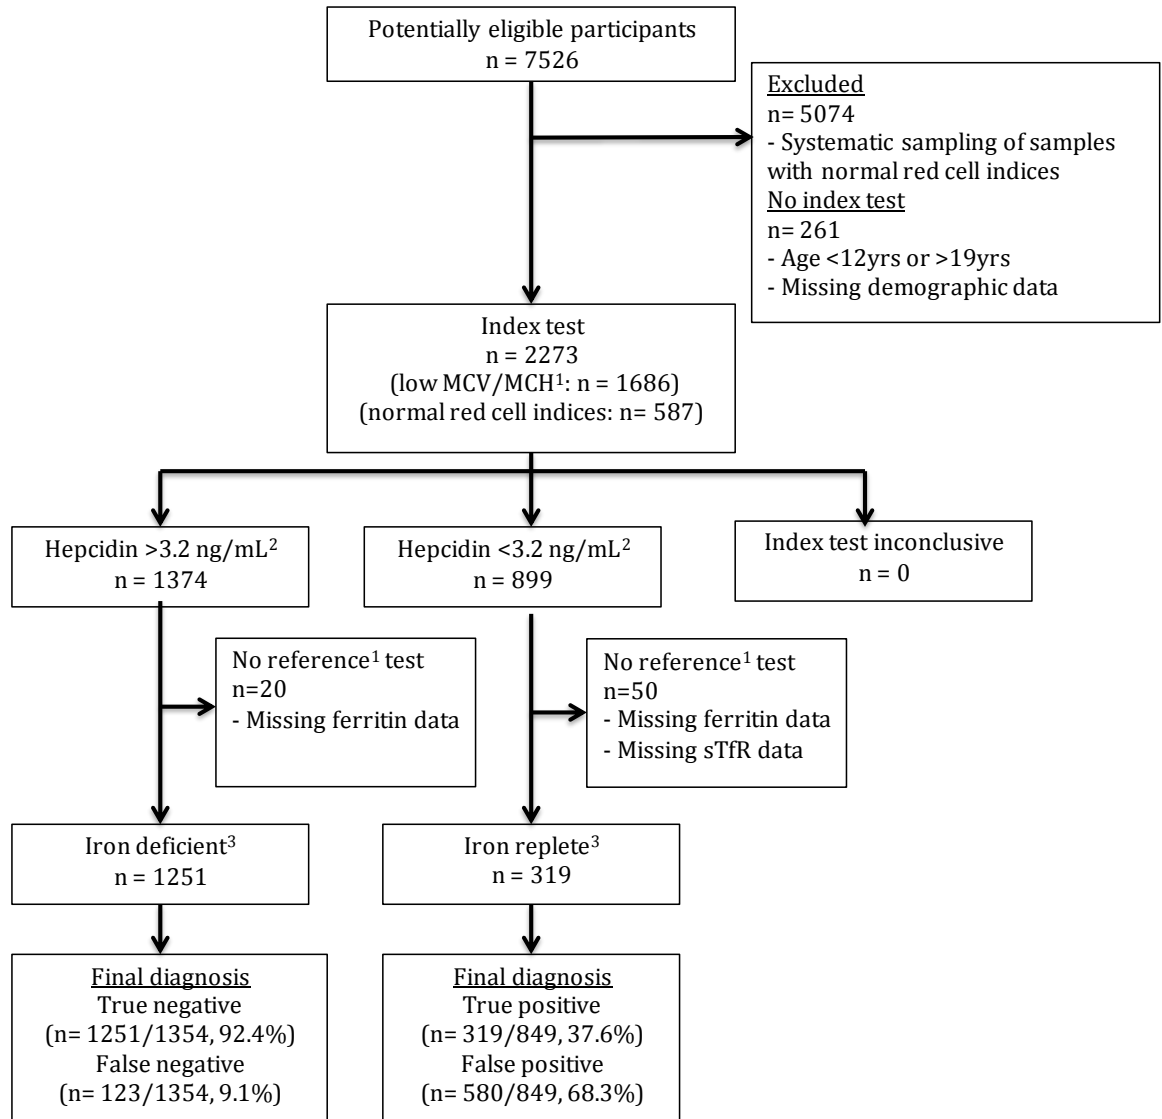 Potentially eligible participants
n = 7526
Excluded
n= 5074
- Systematic sampling of samples
with normal red cell indices
No index test
n= 261
- Age <12yrs or >19yrs
- Missing demographic data
Index test
n = 2273
(low MCV/MCH¹: n = 1686)
(normal red cell indices: n= 587)
Hepcidin >3.2 ng/mL²
n = 1374
Hepcidin <3.2 ng/mL²
n = 899
Index test inconclusive
n = 0
No reference¹ test
n=20
- Missing ferritin data
No reference¹ test
n=50
- Missing ferritin data
- Missing sTfR data
Iron deficient³
n = 1251
Iron replete³
n = 319
Final diagnosis
True negative
(n= 1251/1354, 92.4%)
False negative
(n= 123/1354, 9.1%)
Final diagnosis
True positive
(n= 319/849, 37.6%)
False positive
(n= 580/849, 68.3%)